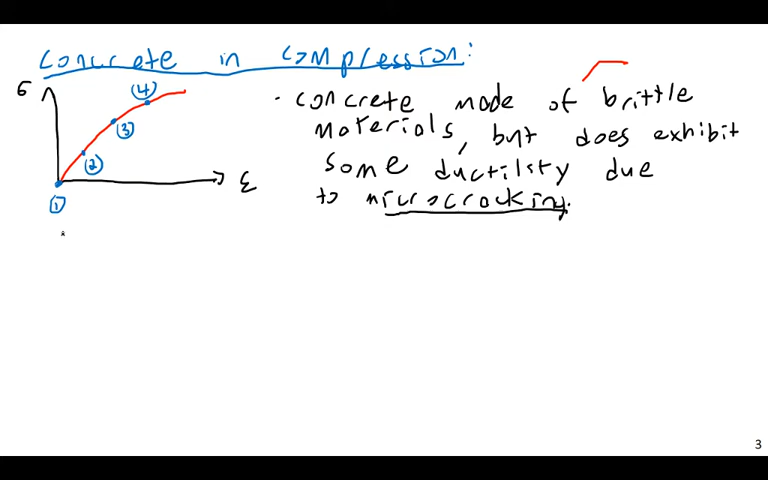 Concrete in Compression:
σ
(4)
(3)
(2)
(1)
ε
· concrete made of brittle
materials, but does exhibit
some ductilsty due
to microcracking.
3